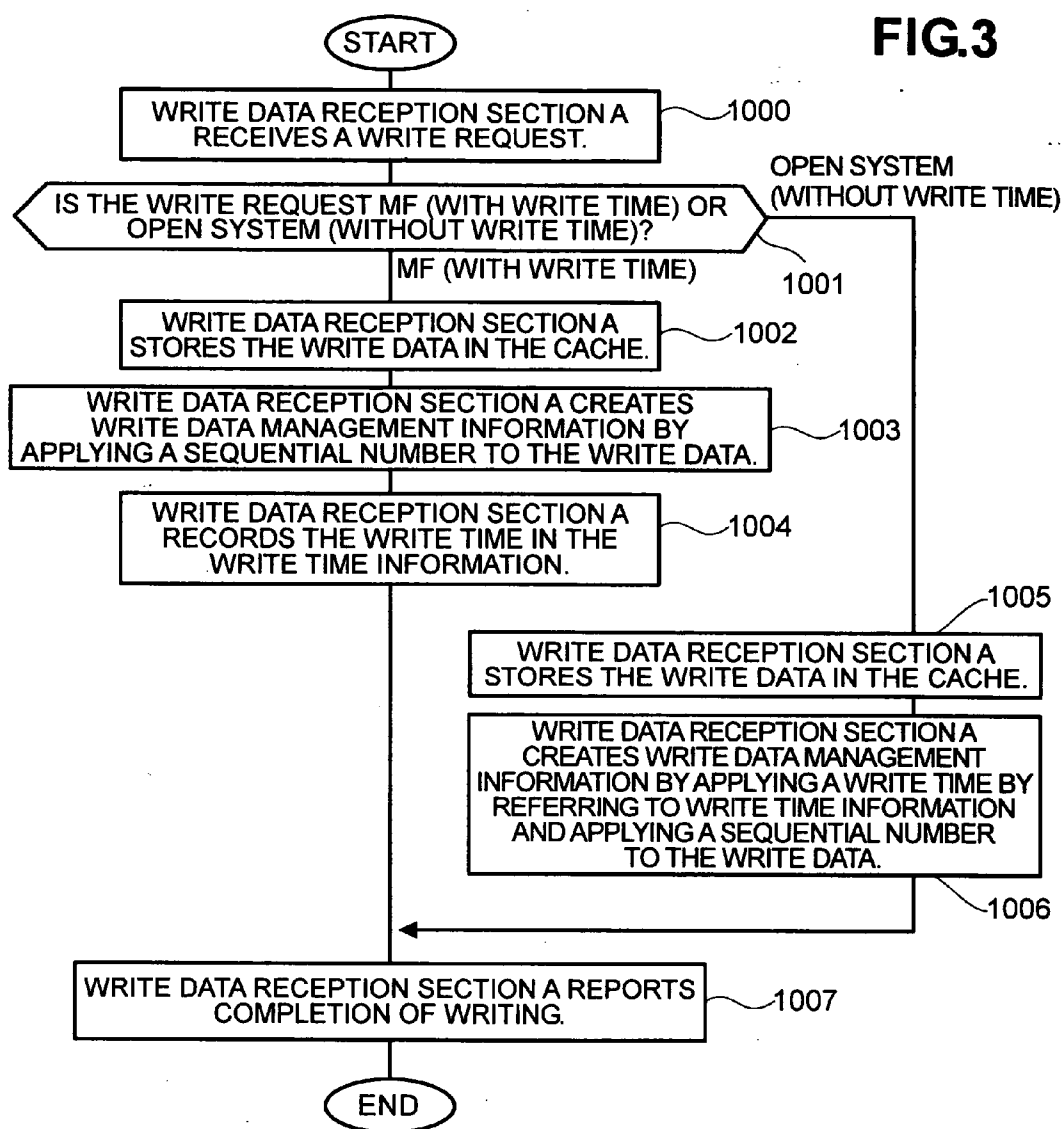 FIG.3
START
WRITE DATA RECEPTION SECTION A
RECEIVES A WRITE REQUEST.
1000
IS THE WRITE REQUEST MF (WITH WRITE TIME) OR
OPEN SYSTEM (WITHOUT WRITE TIME)?
1001
OPEN SYSTEM
(WITHOUT WRITE TIME)
MF (WITH WRITE TIME)
WRITE DATA RECEPTION SECTION A
STORES THE WRITE DATA IN THE CACHE.
1002
WRITE DATA RECEPTION SECTION A CREATES
WRITE DATA MANAGEMENT INFORMATION BY
APPLYING A SEQUENTIAL NUMBER TO THE WRITE DATA.
1003
WRITE DATA RECEPTION SECTION A
RECORDS THE WRITE TIME IN THE
WRITE TIME INFORMATION.
1004
1005
WRITE DATA RECEPTION SECTION A
STORES THE WRITE DATA IN THE CACHE.
WRITE DATA RECEPTION SECTION A
CREATES WRITE DATA MANAGEMENT
INFORMATION BY APPLYING A WRITE TIME BY
REFERRING TO WRITE TIME INFORMATION
AND APPLYING A SEQUENTIAL NUMBER
TO THE WRITE DATA.
1006
WRITE DATA RECEPTION SECTION A REPORTS
COMPLETION OF WRITING.
1007
END